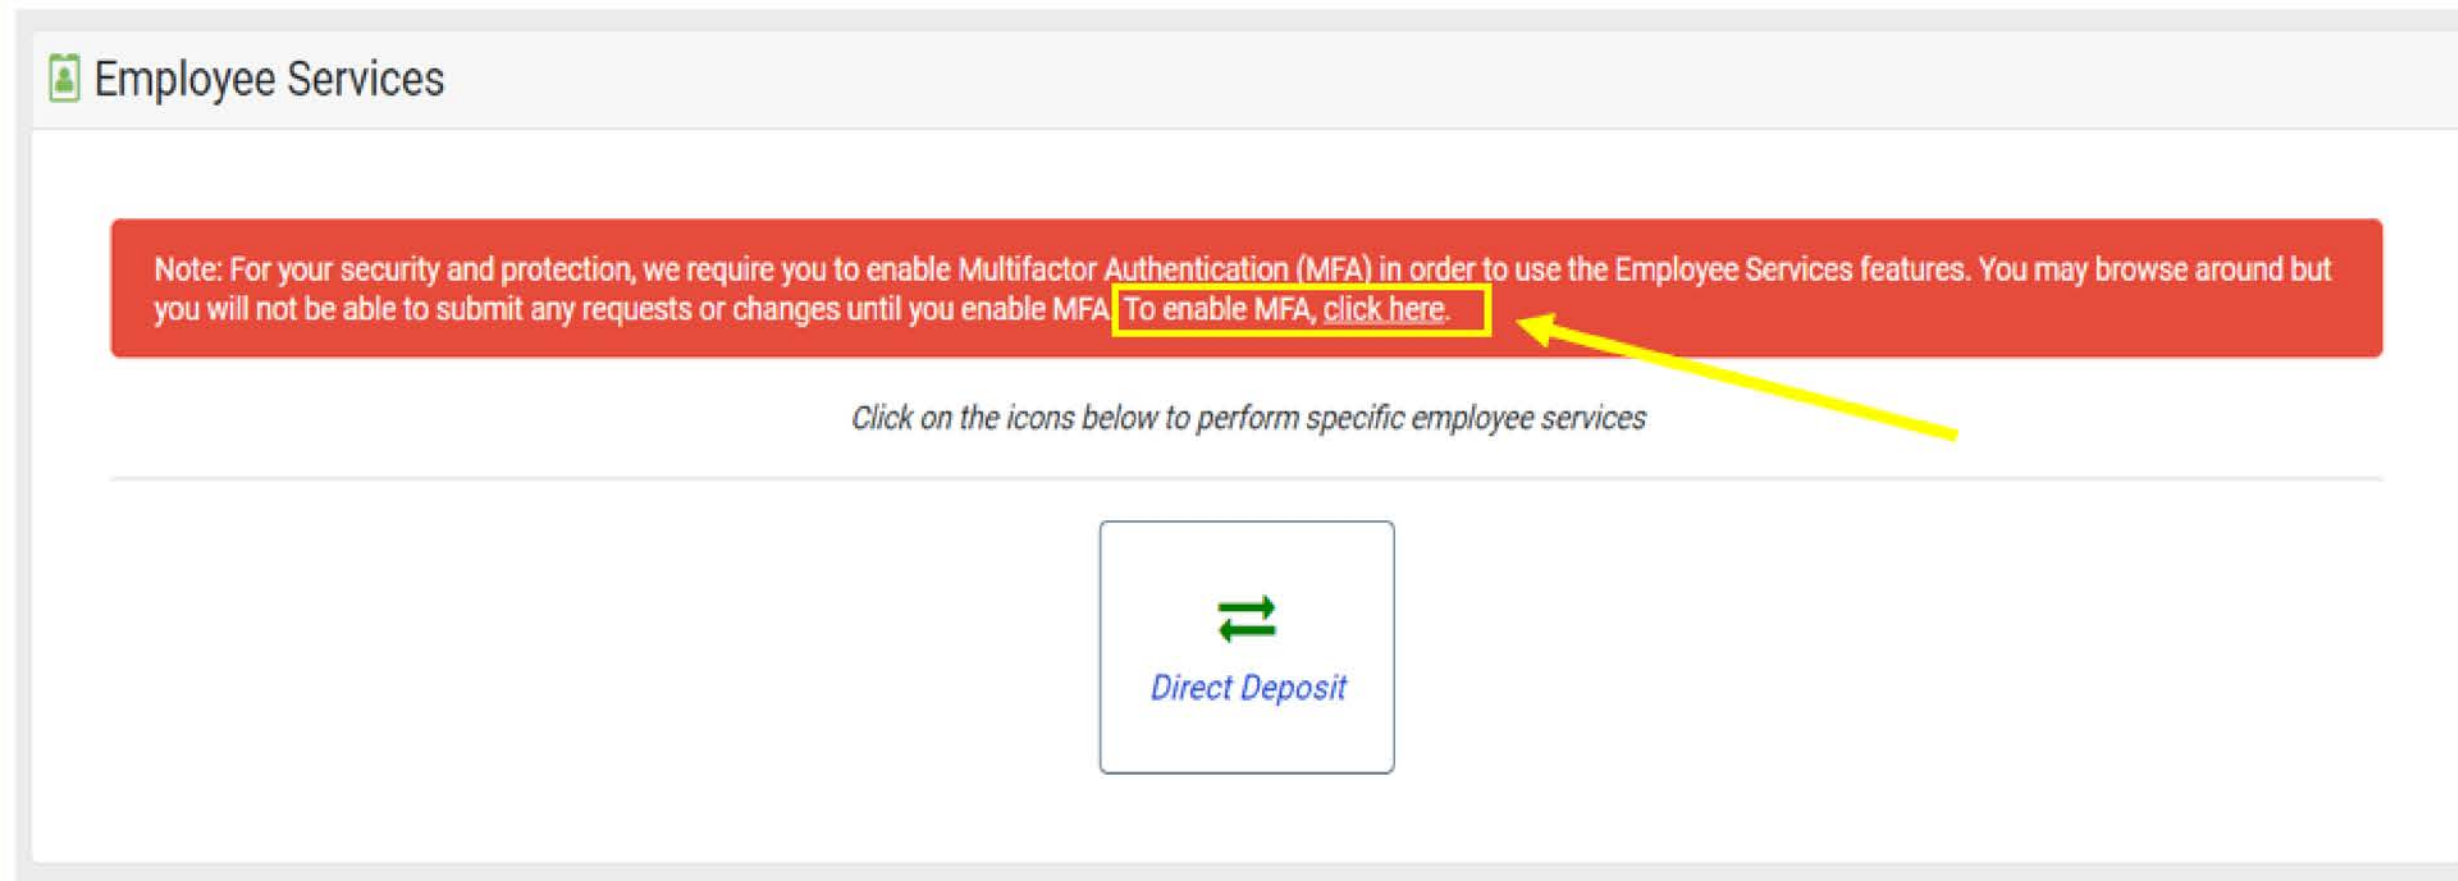 Employee Services
Note: For your security and protection, we require you to enable Multifactor Authentication (MFA) in order to use the Employee Services features. You may browse around but
you will not be able to submit any requests or changes until you enable MFA. To enable MFA, click here.
Click on the icons below to perform specific employee services
Direct Deposit